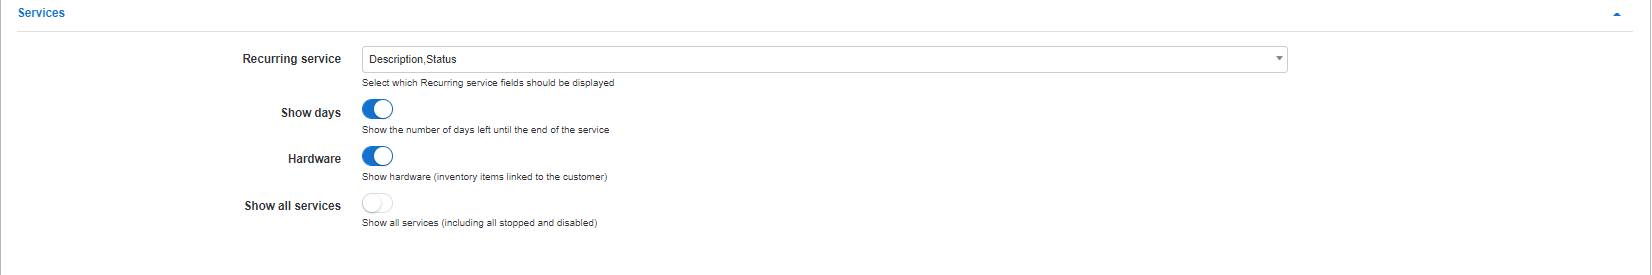 Services
Recurring service
Description,Status
Select which Recurring service fields should be displayed
Show days
Show the number of days left until the end of the service
Hardware
Show hardware (inventory items linked to the customer)
Show all services
Show all services (including all stopped and disabled)